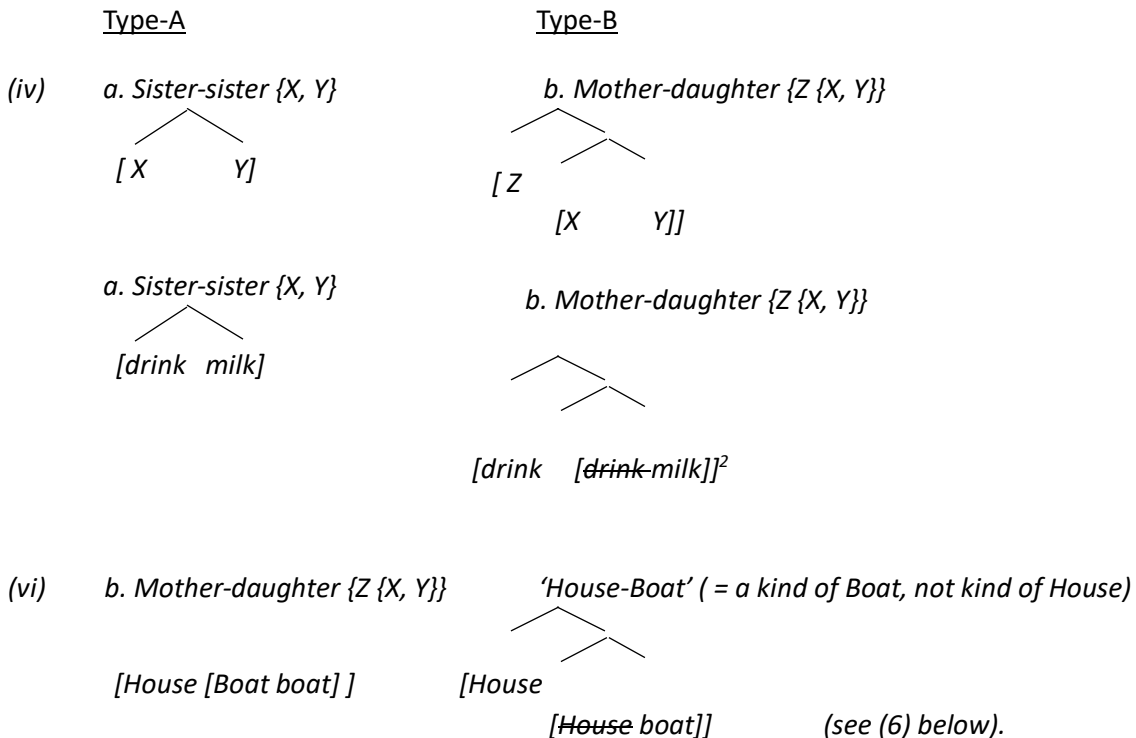 Type-A Type-B
(iv) a. Sister-sister {X, Y} b. Mother-daughter {Z {X, Y}}
[ X Y]
[ Z
[X Y]]
a. Sister-sister {X, Y} b. Mother-daughter {Z {X, Y}}
[drink milk]
[drink [drink milk]]2
(vi) b. Mother-daughter {Z {X, Y}} ‘House-Boat’ ( = a kind of Boat, not kind of House)
[House [Boat boat] ] [House
[House boat]] (see (6) below).